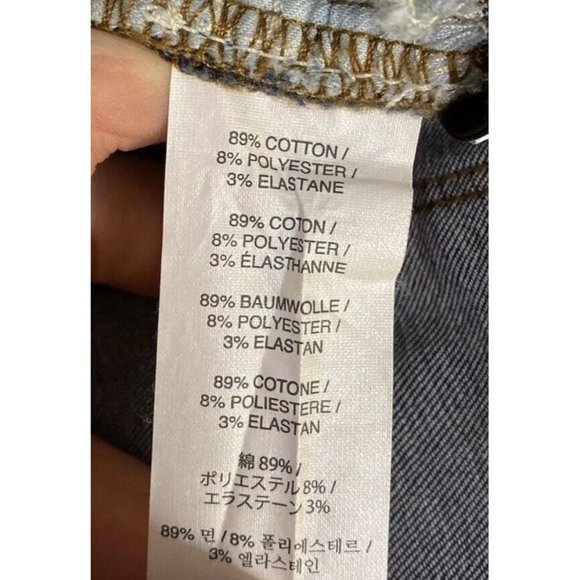 89% COTTON /
8% POLYESTER /
3% ELASTANE
89% COTON /
8% POLYESTER /
3% ÉLASTHANNE
89% BAUMWOLLE /
8% POLYESTER /
3% ELASTAN
89% COTONE /
8% POLIESTERE /
3% ELASTAN
綿 89% /
ポリエステル 8% /
エラステーン 3%
89% 면 / 8% 폴리에스테르 /
3% 엘라스테인